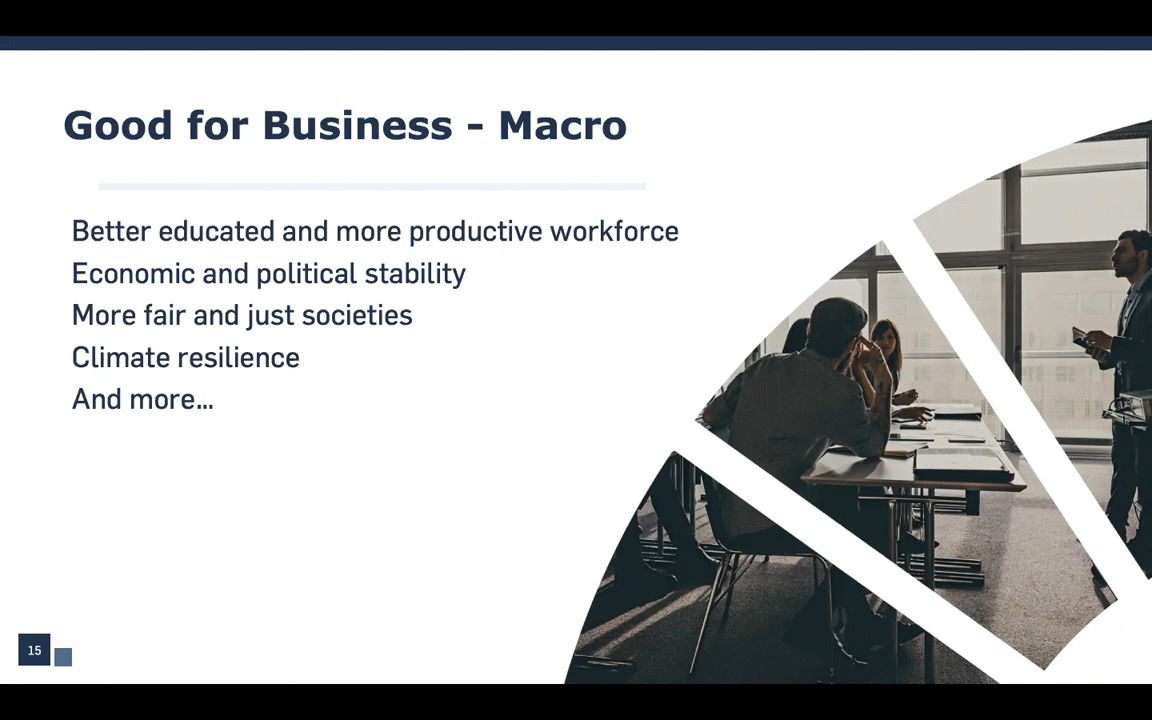 Good for Business - Macro
Better educated and more productive workforce
Economic and political stability
More fair and just societies
Climate resilience
And more...
15